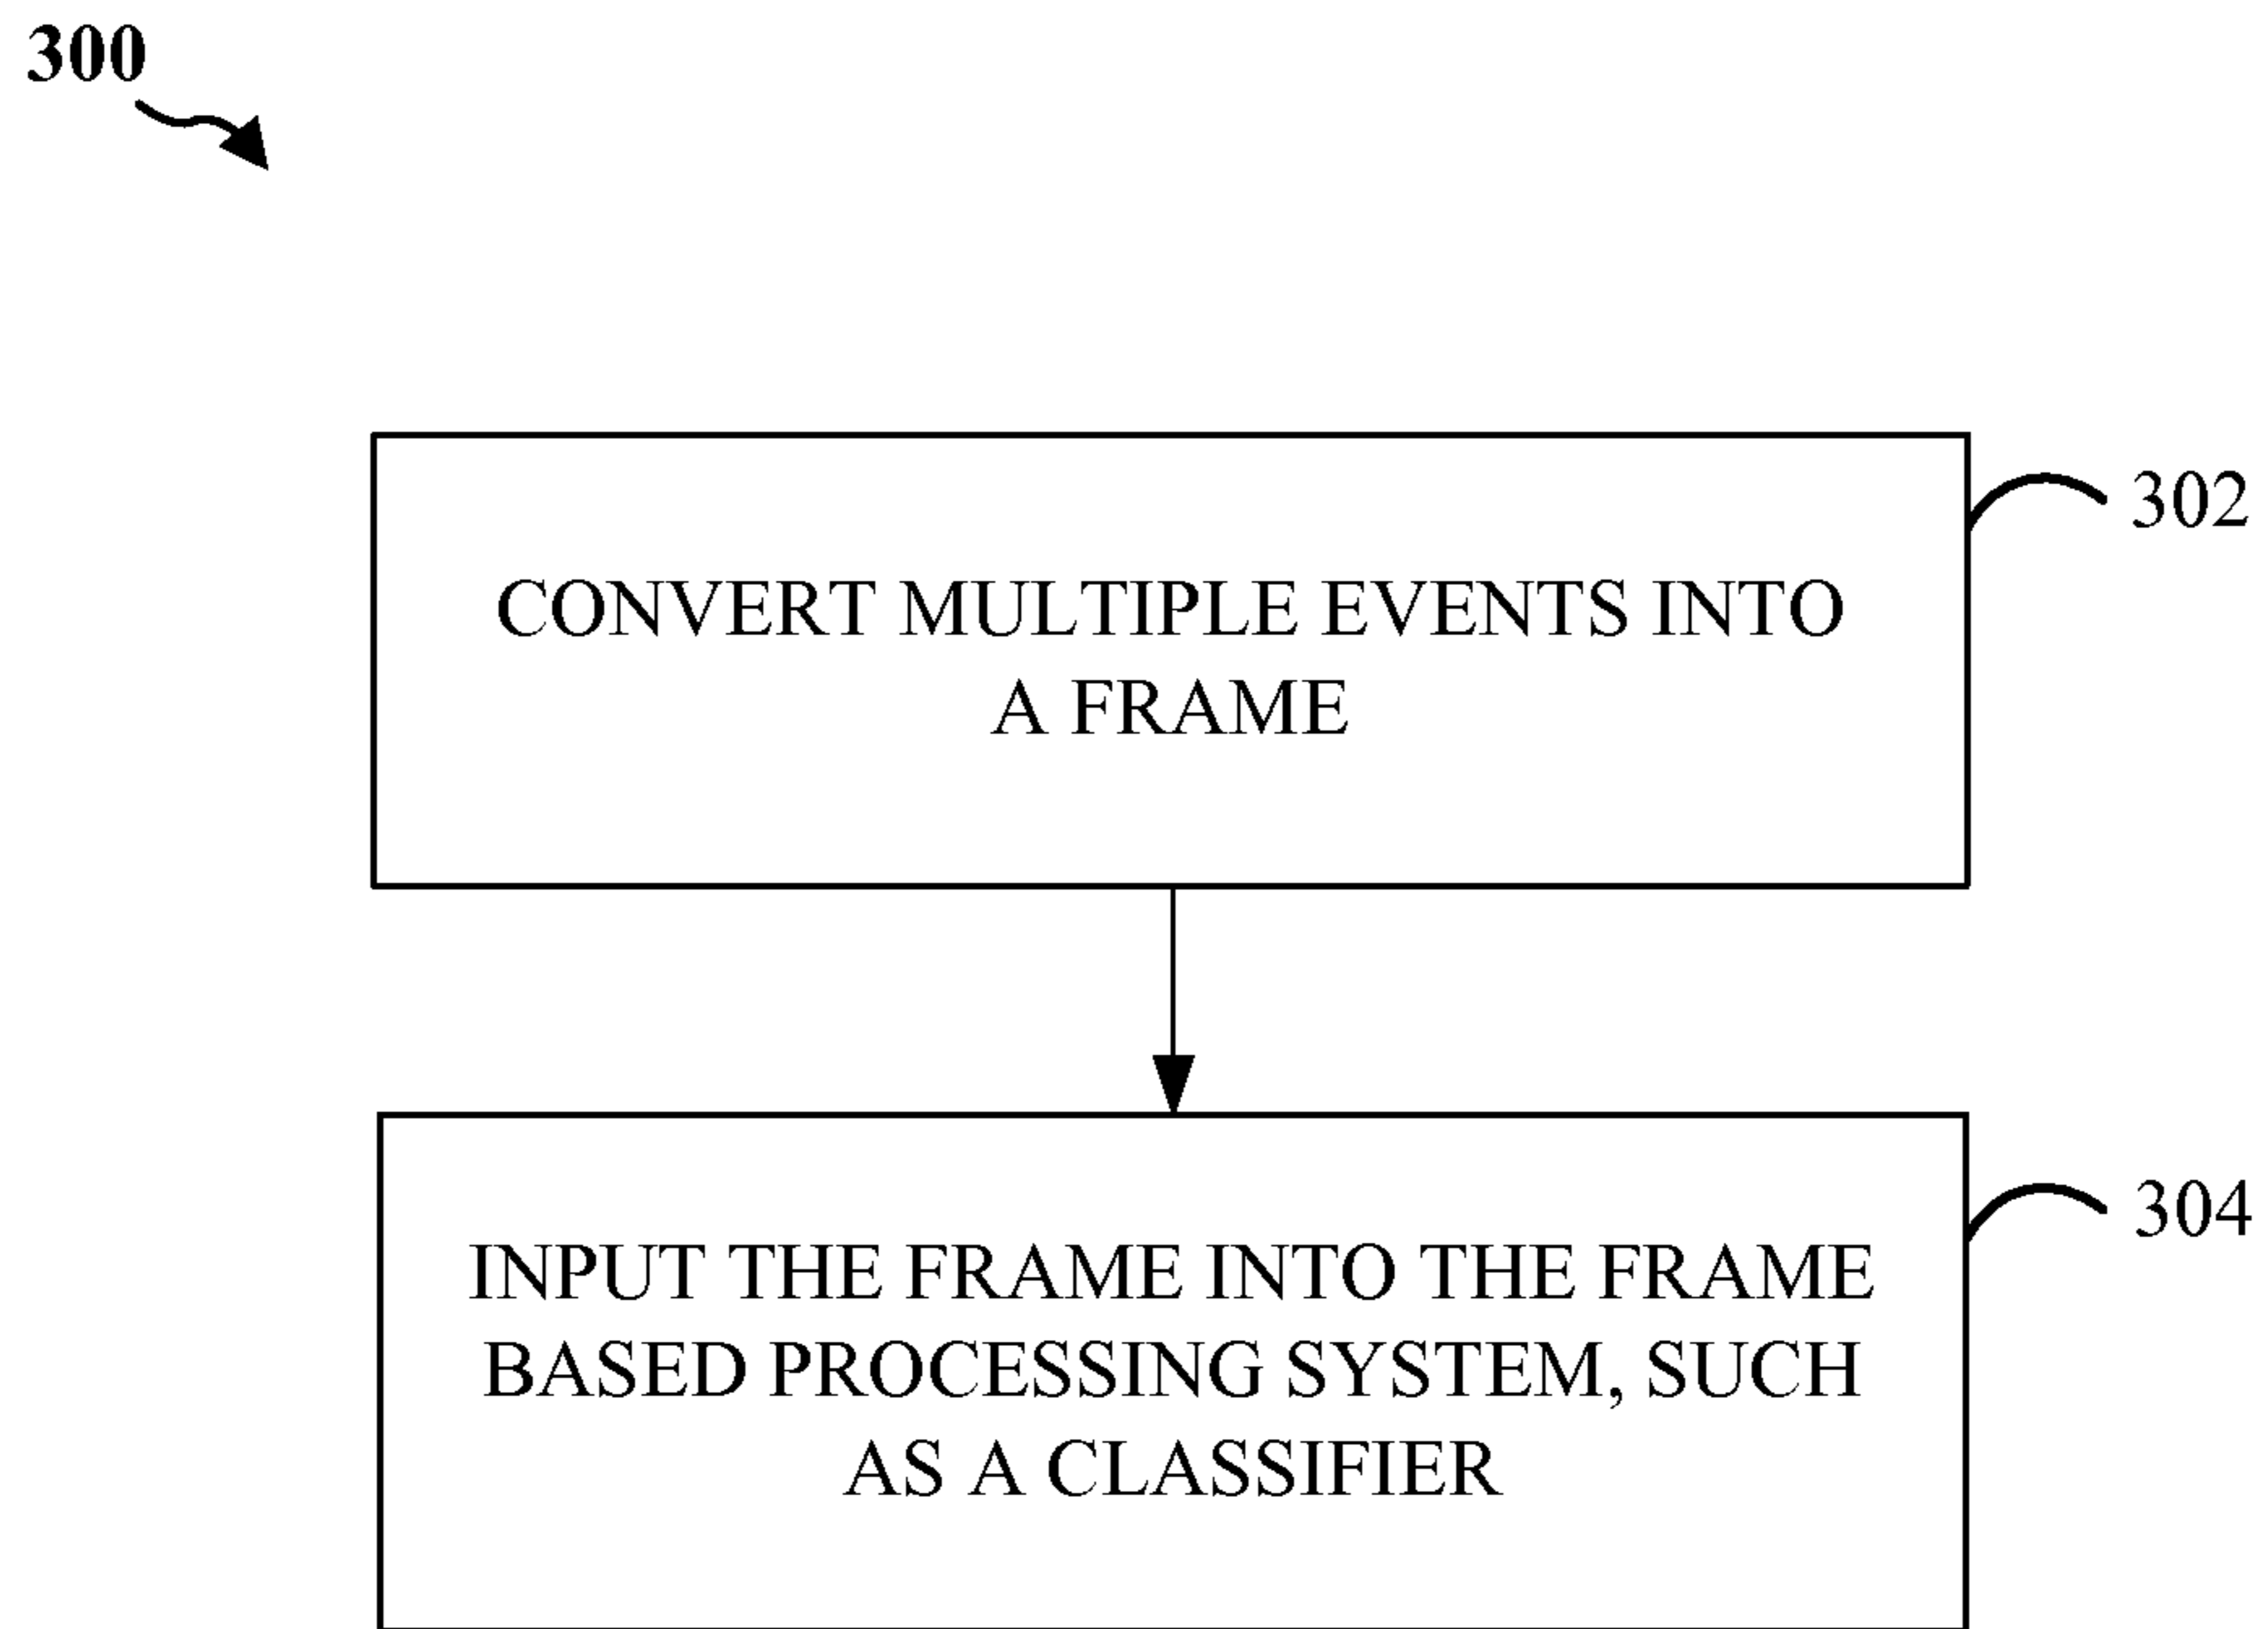 300
302
CONVERT MULTIPLE EVENTS INTO
A FRAME
304
INPUT THE FRAME INTO THE FRAME
BASED PROCESSING SYSTEM, SUCH
AS A CLASSIFIER